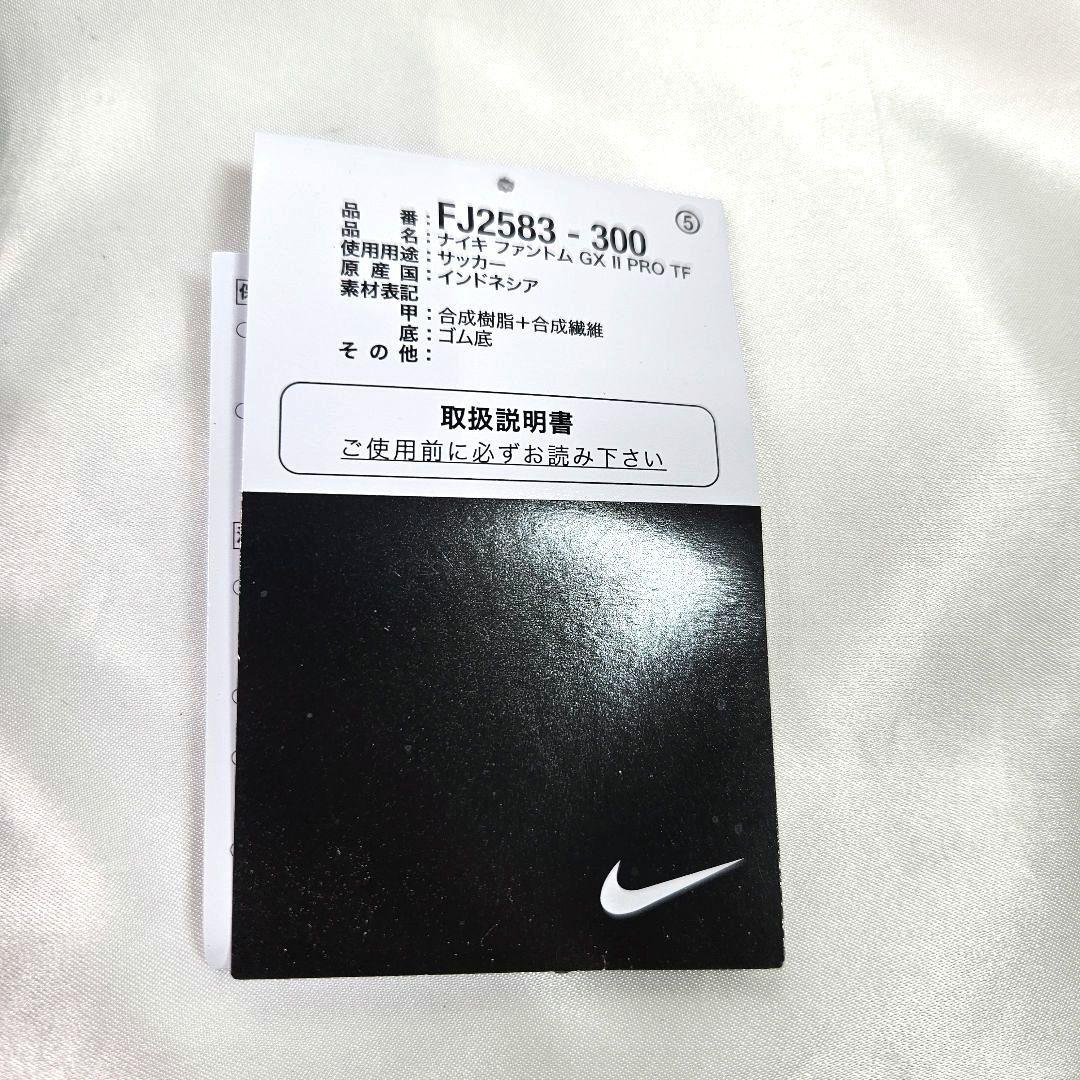 品番：FJ2583 - 300 ⑤
品名：ナイキ ファントム GX II PRO TF
使用用途：サッカー
原産国：インドネシア
素材表記
甲：合成樹脂＋合成繊維
底：ゴム底
その他：
取扱説明書
ご使用前に必ずお読み下さい